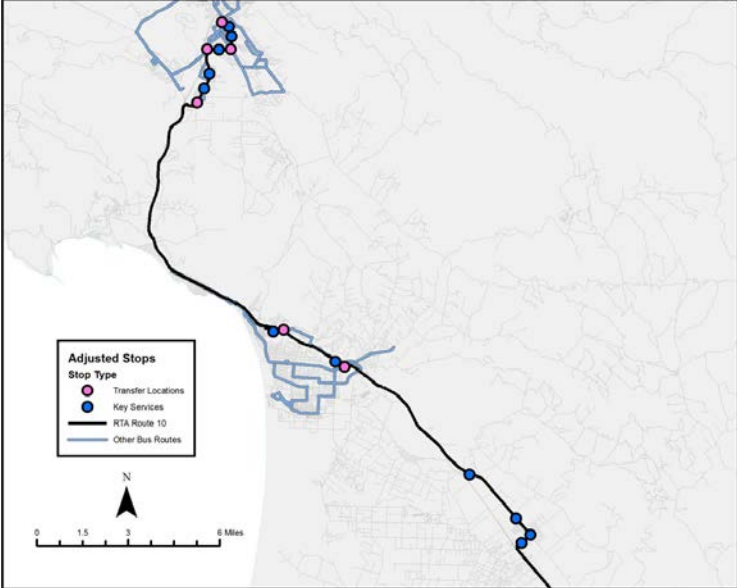 Adjusted Stops
Stop Type
Transfer Locations
Key Services
RTA Route 10
Other Bus Routes
N
0 1.5 3 6 Miles